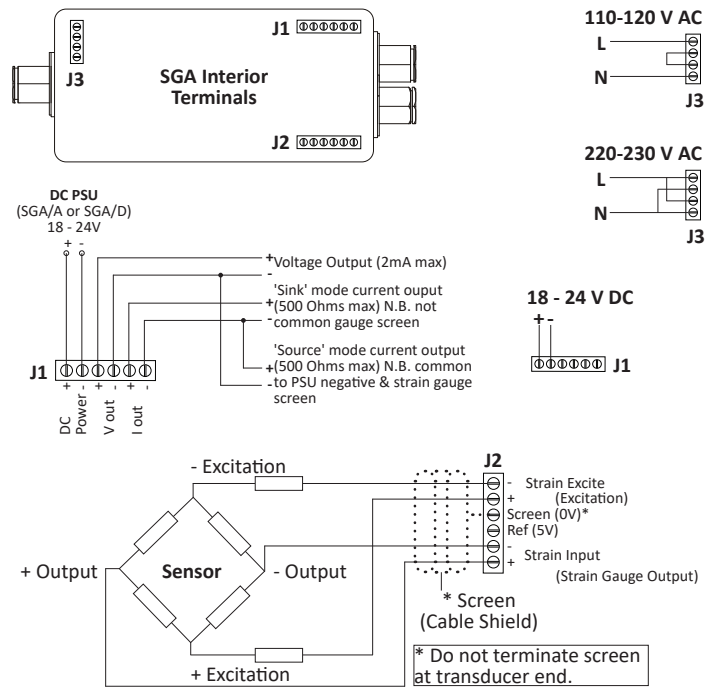 J1
J3
SGA Interior
Terminals
J2
110-120 V AC
L
N
J3
220-230 V AC
L
N
J3
DC PSU
(SGA/A or SGA/D)
18 - 24V
+ -
+Voltage Output (2mA max)
-
'Sink' mode current ouput
+(500 Ohms max) N.B. not
-common gauge screen
'Source' mode current output
+(500 Ohms max) N.B. common
-to PSU negative & strain gauge
screen
J1
+ - + - + -
DC
Power
V out
I out
18 - 24 V DC
+ -
J1
J2
- Excitation
- Strain Excite
+ (Excitation)
Screen (0V)*
Ref (5V)
- Strain Input
+ (Strain Gauge Output)
+ Output
Sensor
- Output
* Screen
(Cable Shield)
+ Excitation
* Do not terminate screen
at transducer end.